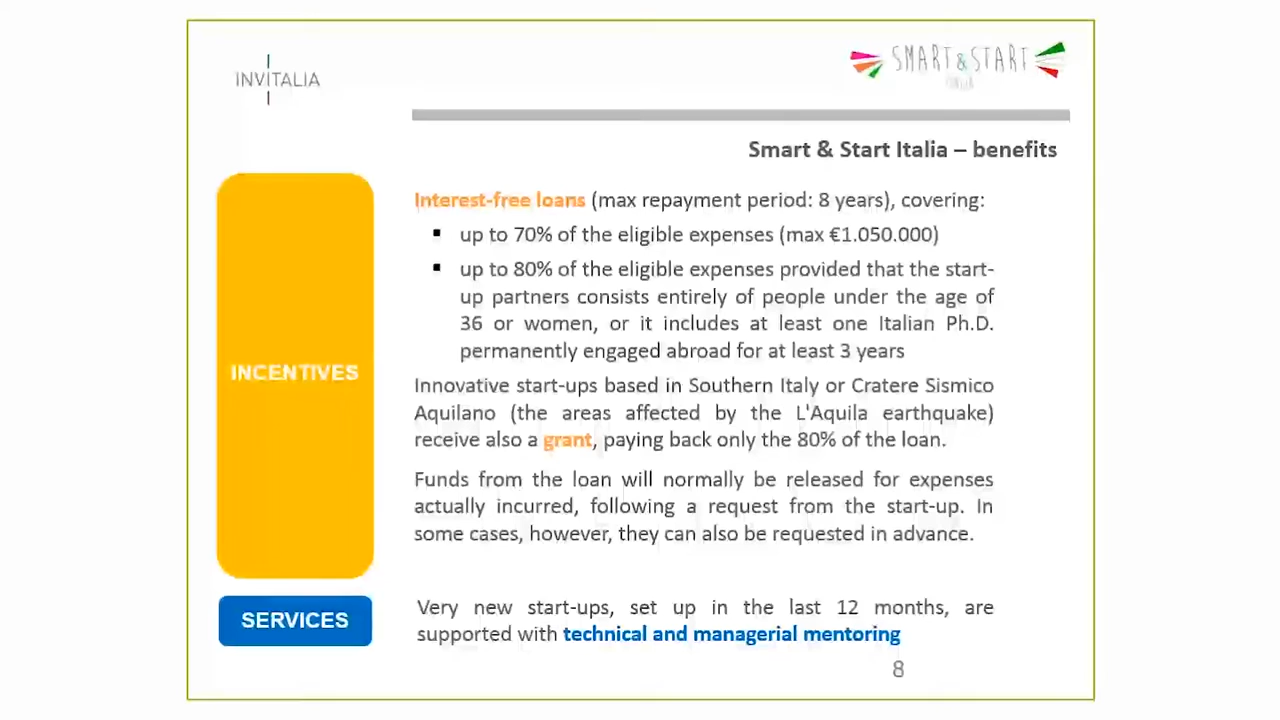 INVITALIA
SMART & START
ITALIA
Smart & Start Italia – benefits
INCENTIVES
Interest-free loans (max repayment period: 8 years), covering:
▪ up to 70% of the eligible expenses (max €1.050.000)
▪ up to 80% of the eligible expenses provided that the start-
up partners consists entirely of people under the age of
36 or women, or it includes at least one Italian Ph.D.
permanently engaged abroad for at least 3 years
Innovative start-ups based in Southern Italy or Cratere Sismico
Aquilano (the areas affected by the L'Aquila earthquake)
receive also a grant, paying back only the 80% of the loan.
Funds from the loan will normally be released for expenses
actually incurred, following a request from the start-up. In
some cases, however, they can also be requested in advance.
SERVICES
Very new start-ups, set up in the last 12 months, are
supported with technical and managerial mentoring
8